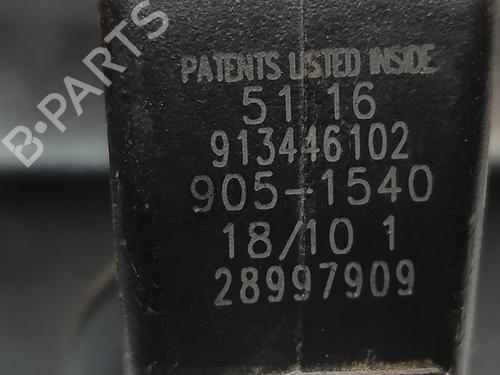 B-PARTS
PATENTS LISTED INSIDE
51 16
913446102
905-1540
18/10 1
28997909